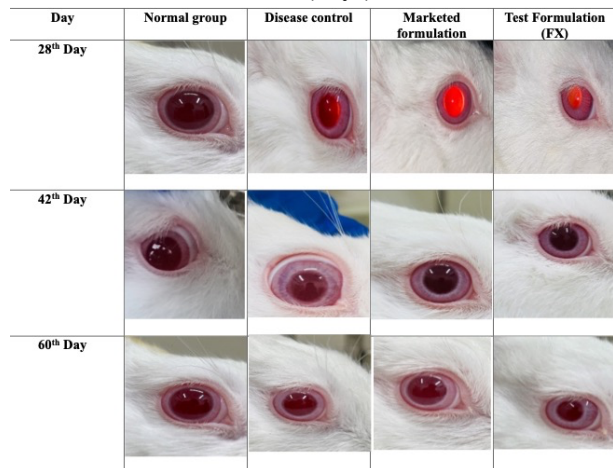 Day Normal group Disease control Marketed formulation Test Formulation (FX)
28th Day
42th Day
60th Day